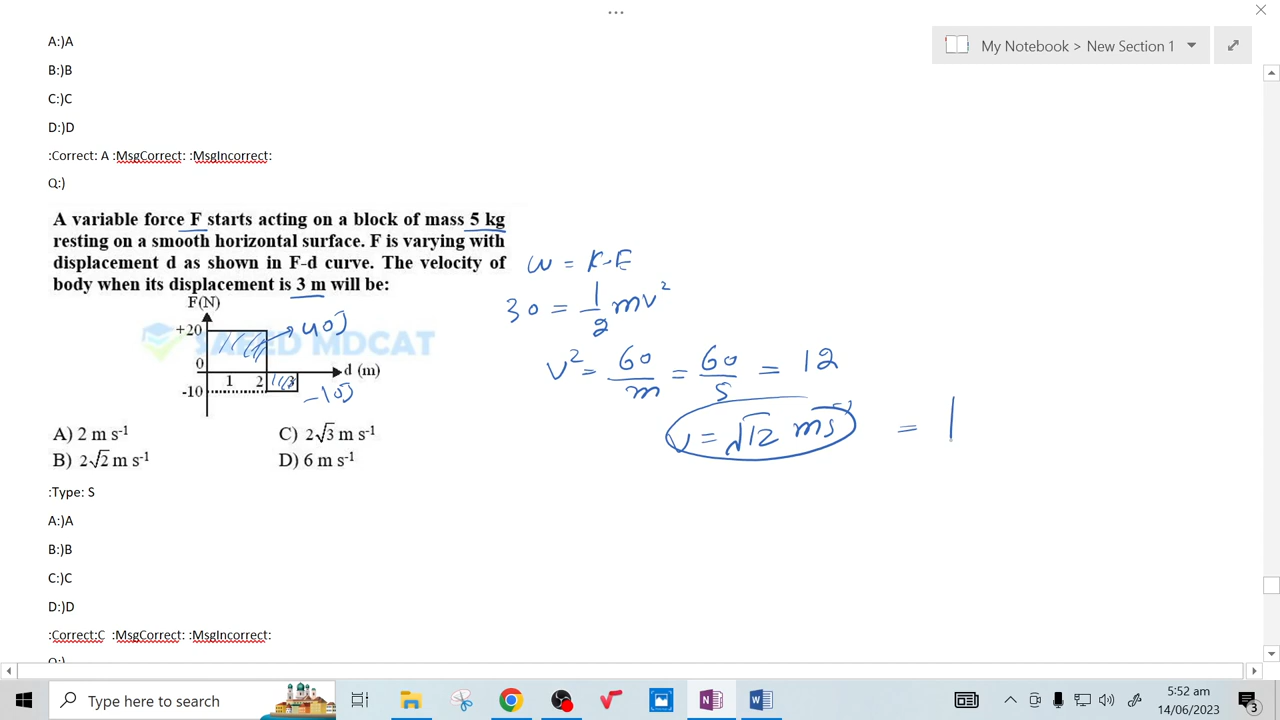 ...
My Notebook > New Section 1
A:)A
B:)B
C:)C
D:)D
:Correct: A :MsgCorrect: :MsgIncorrect:
Q:)
A variable force F starts acting on a block of mass 5 kg
resting on a smooth horizontal surface. F is varying with
displacement d as shown in F-d curve. The velocity of
body when its displacement is 3 m will be:
F(N)
+20
0
-10
1 2 3
d (m)
40J
-10J
SAEED MDCAT
A) 2 m s⁻¹
C) 2√3 m s⁻¹
B) 2√2 m s⁻¹
D) 6 m s⁻¹
w = K.E
30 = 1/2 mv²
v² = 60/m = 60/5 = 12
v = √12 ms⁻¹ =
:Type: S
A:)A
B:)B
C:)C
D:)D
:Correct:C :MsgCorrect: :MsgIncorrect:
Q:)
Type here to search
5:52 am
14/06/2023
3